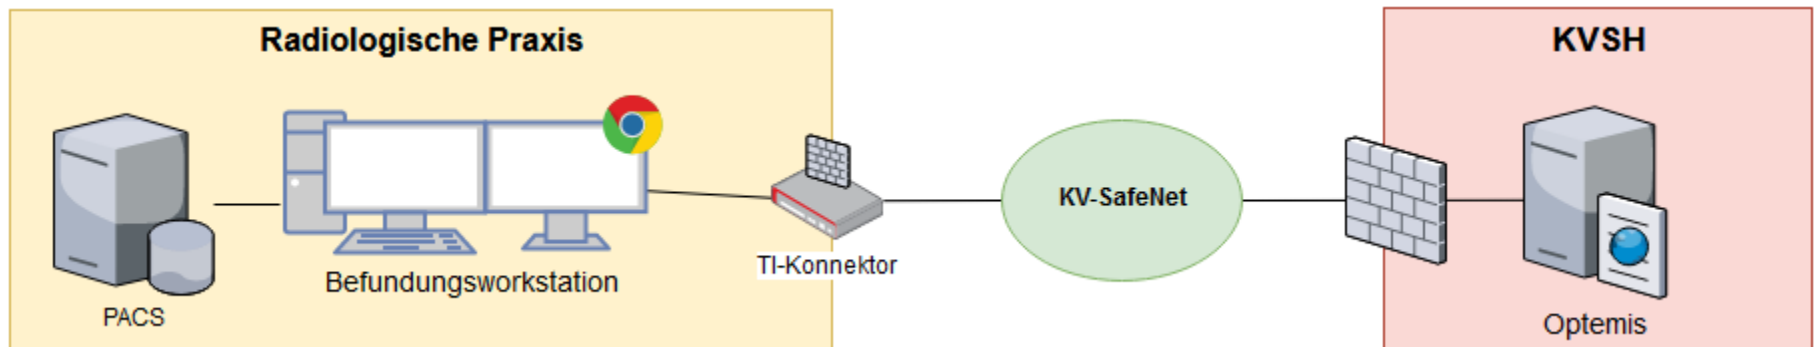 Radiologische Praxis
KVSH
KV-SafeNet
TI-Konnektor
Befundungsworkstation
PACS
Optemis